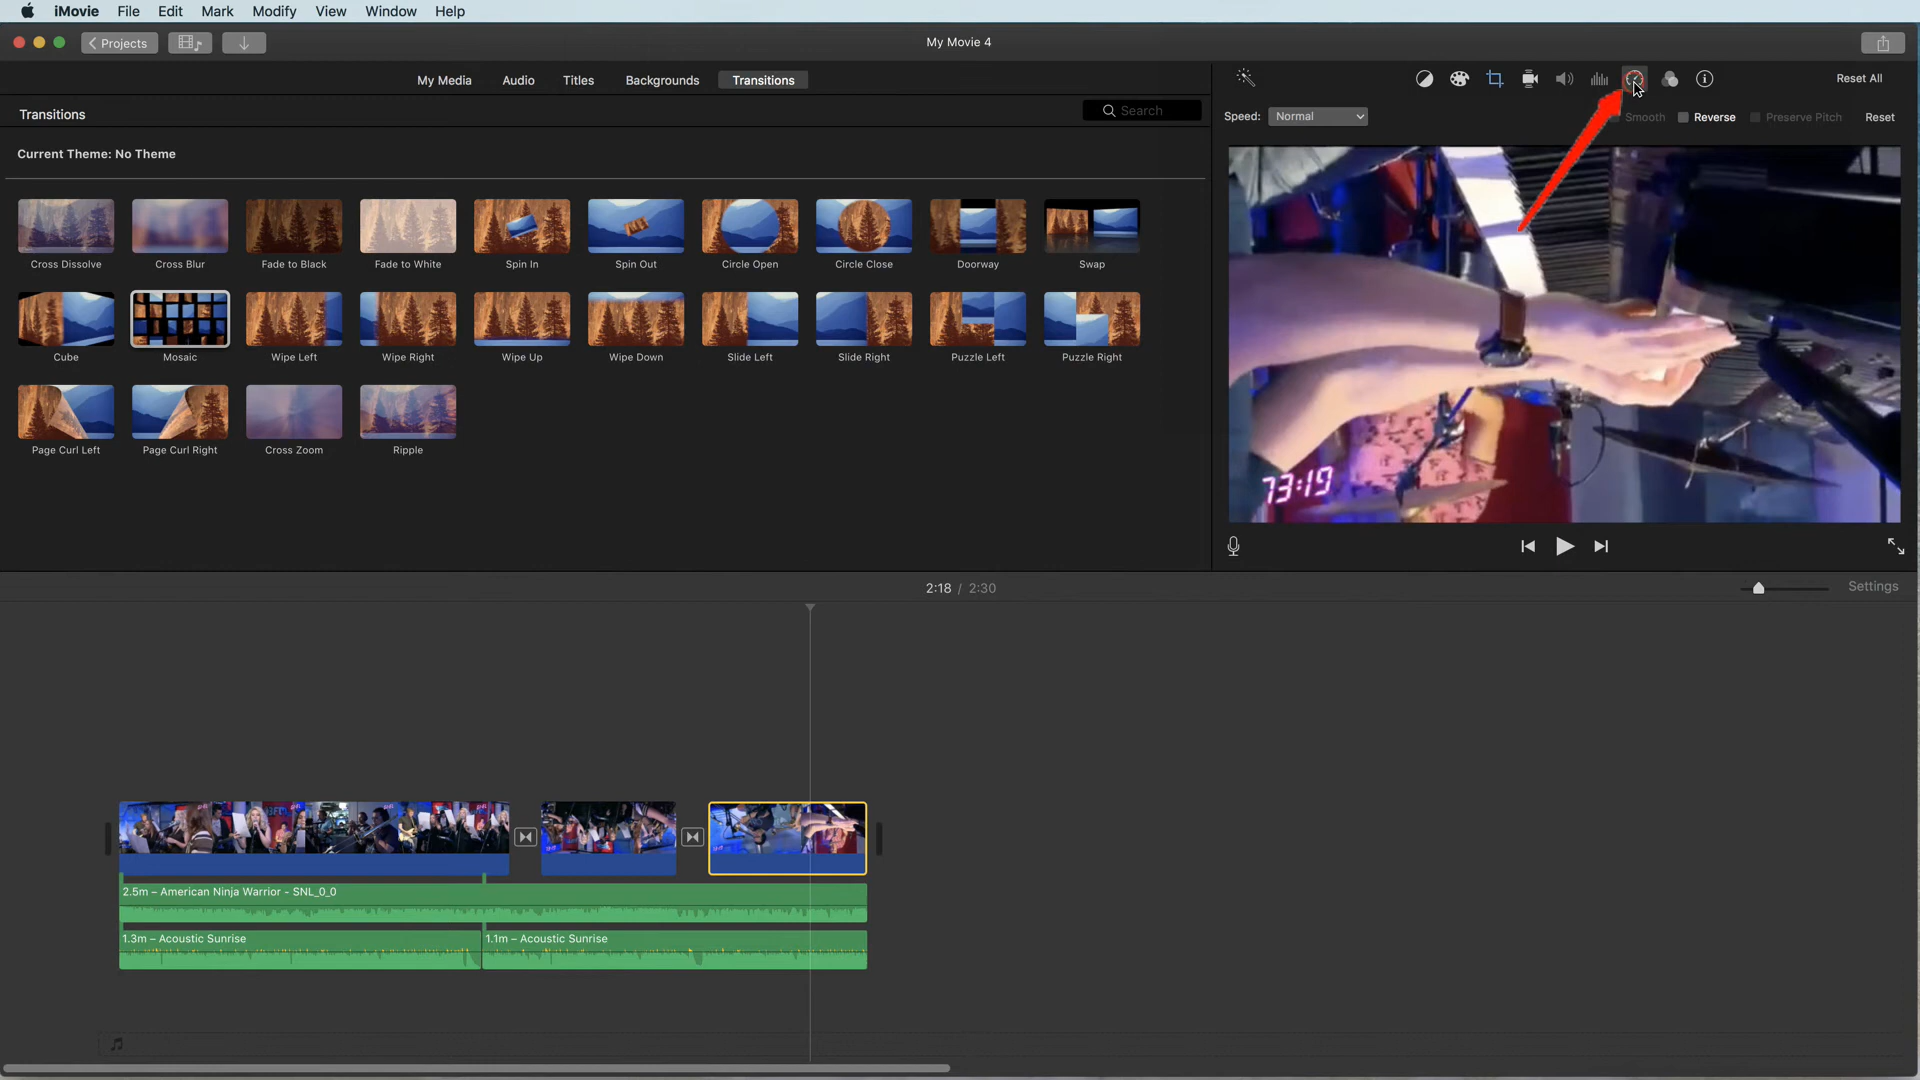 iMovie File Edit Mark Modify View Window Help
Projects
My Movie 4
My Media Audio Titles Backgrounds Transitions
Reset All
Transitions
Search
Speed: Normal Smooth Reverse Preserve Pitch Reset
Current Theme: No Theme
Cross Dissolve Cross Blur Fade to Black Fade to White Spin In Spin Out Circle Open Circle Close Doorway Swap
Cube Mosaic Wipe Left Wipe Right Wipe Up Wipe Down Slide Left Slide Right Puzzle Left Puzzle Right
Page Curl Left Page Curl Right Cross Zoom Ripple
73:19
2:18 / 2:30
Settings
2.5m – American Ninja Warrior - SNL_0_0
1.3m – Acoustic Sunrise
1.1m – Acoustic Sunrise